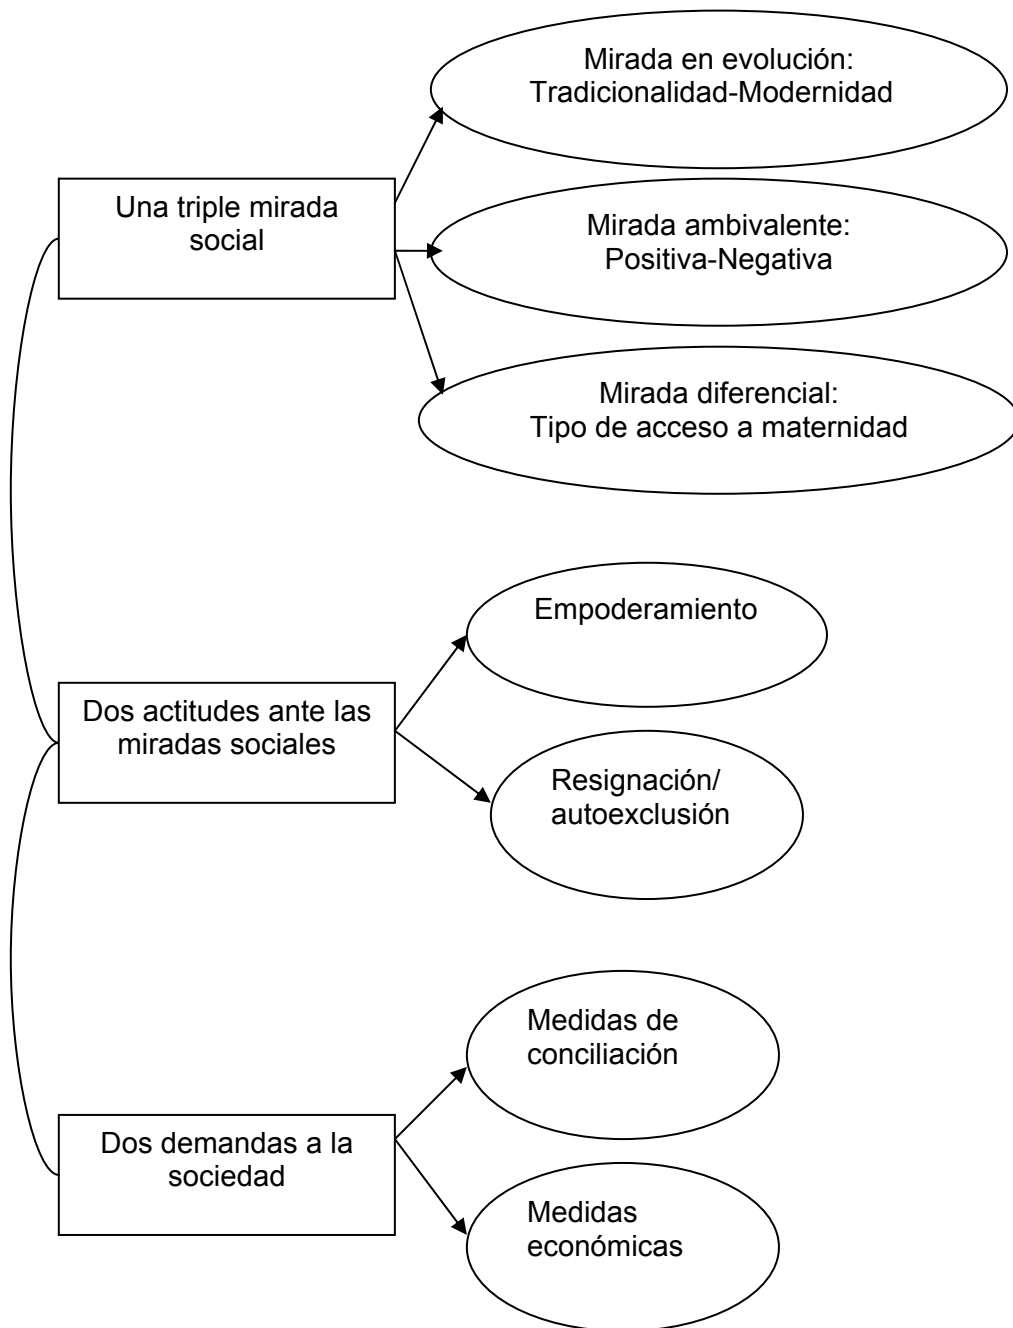 Mirada en evolución:
Tradicionalidad-Modernidad
Una triple mirada
social
Mirada ambivalente:
Positiva-Negativa
Mirada diferencial:
Tipo de acceso a maternidad
Empoderamiento
Dos actitudes ante las
miradas sociales
Resignación/
autoexclusión
Medidas de
conciliación
Dos demandas a la
sociedad
Medidas
económicas